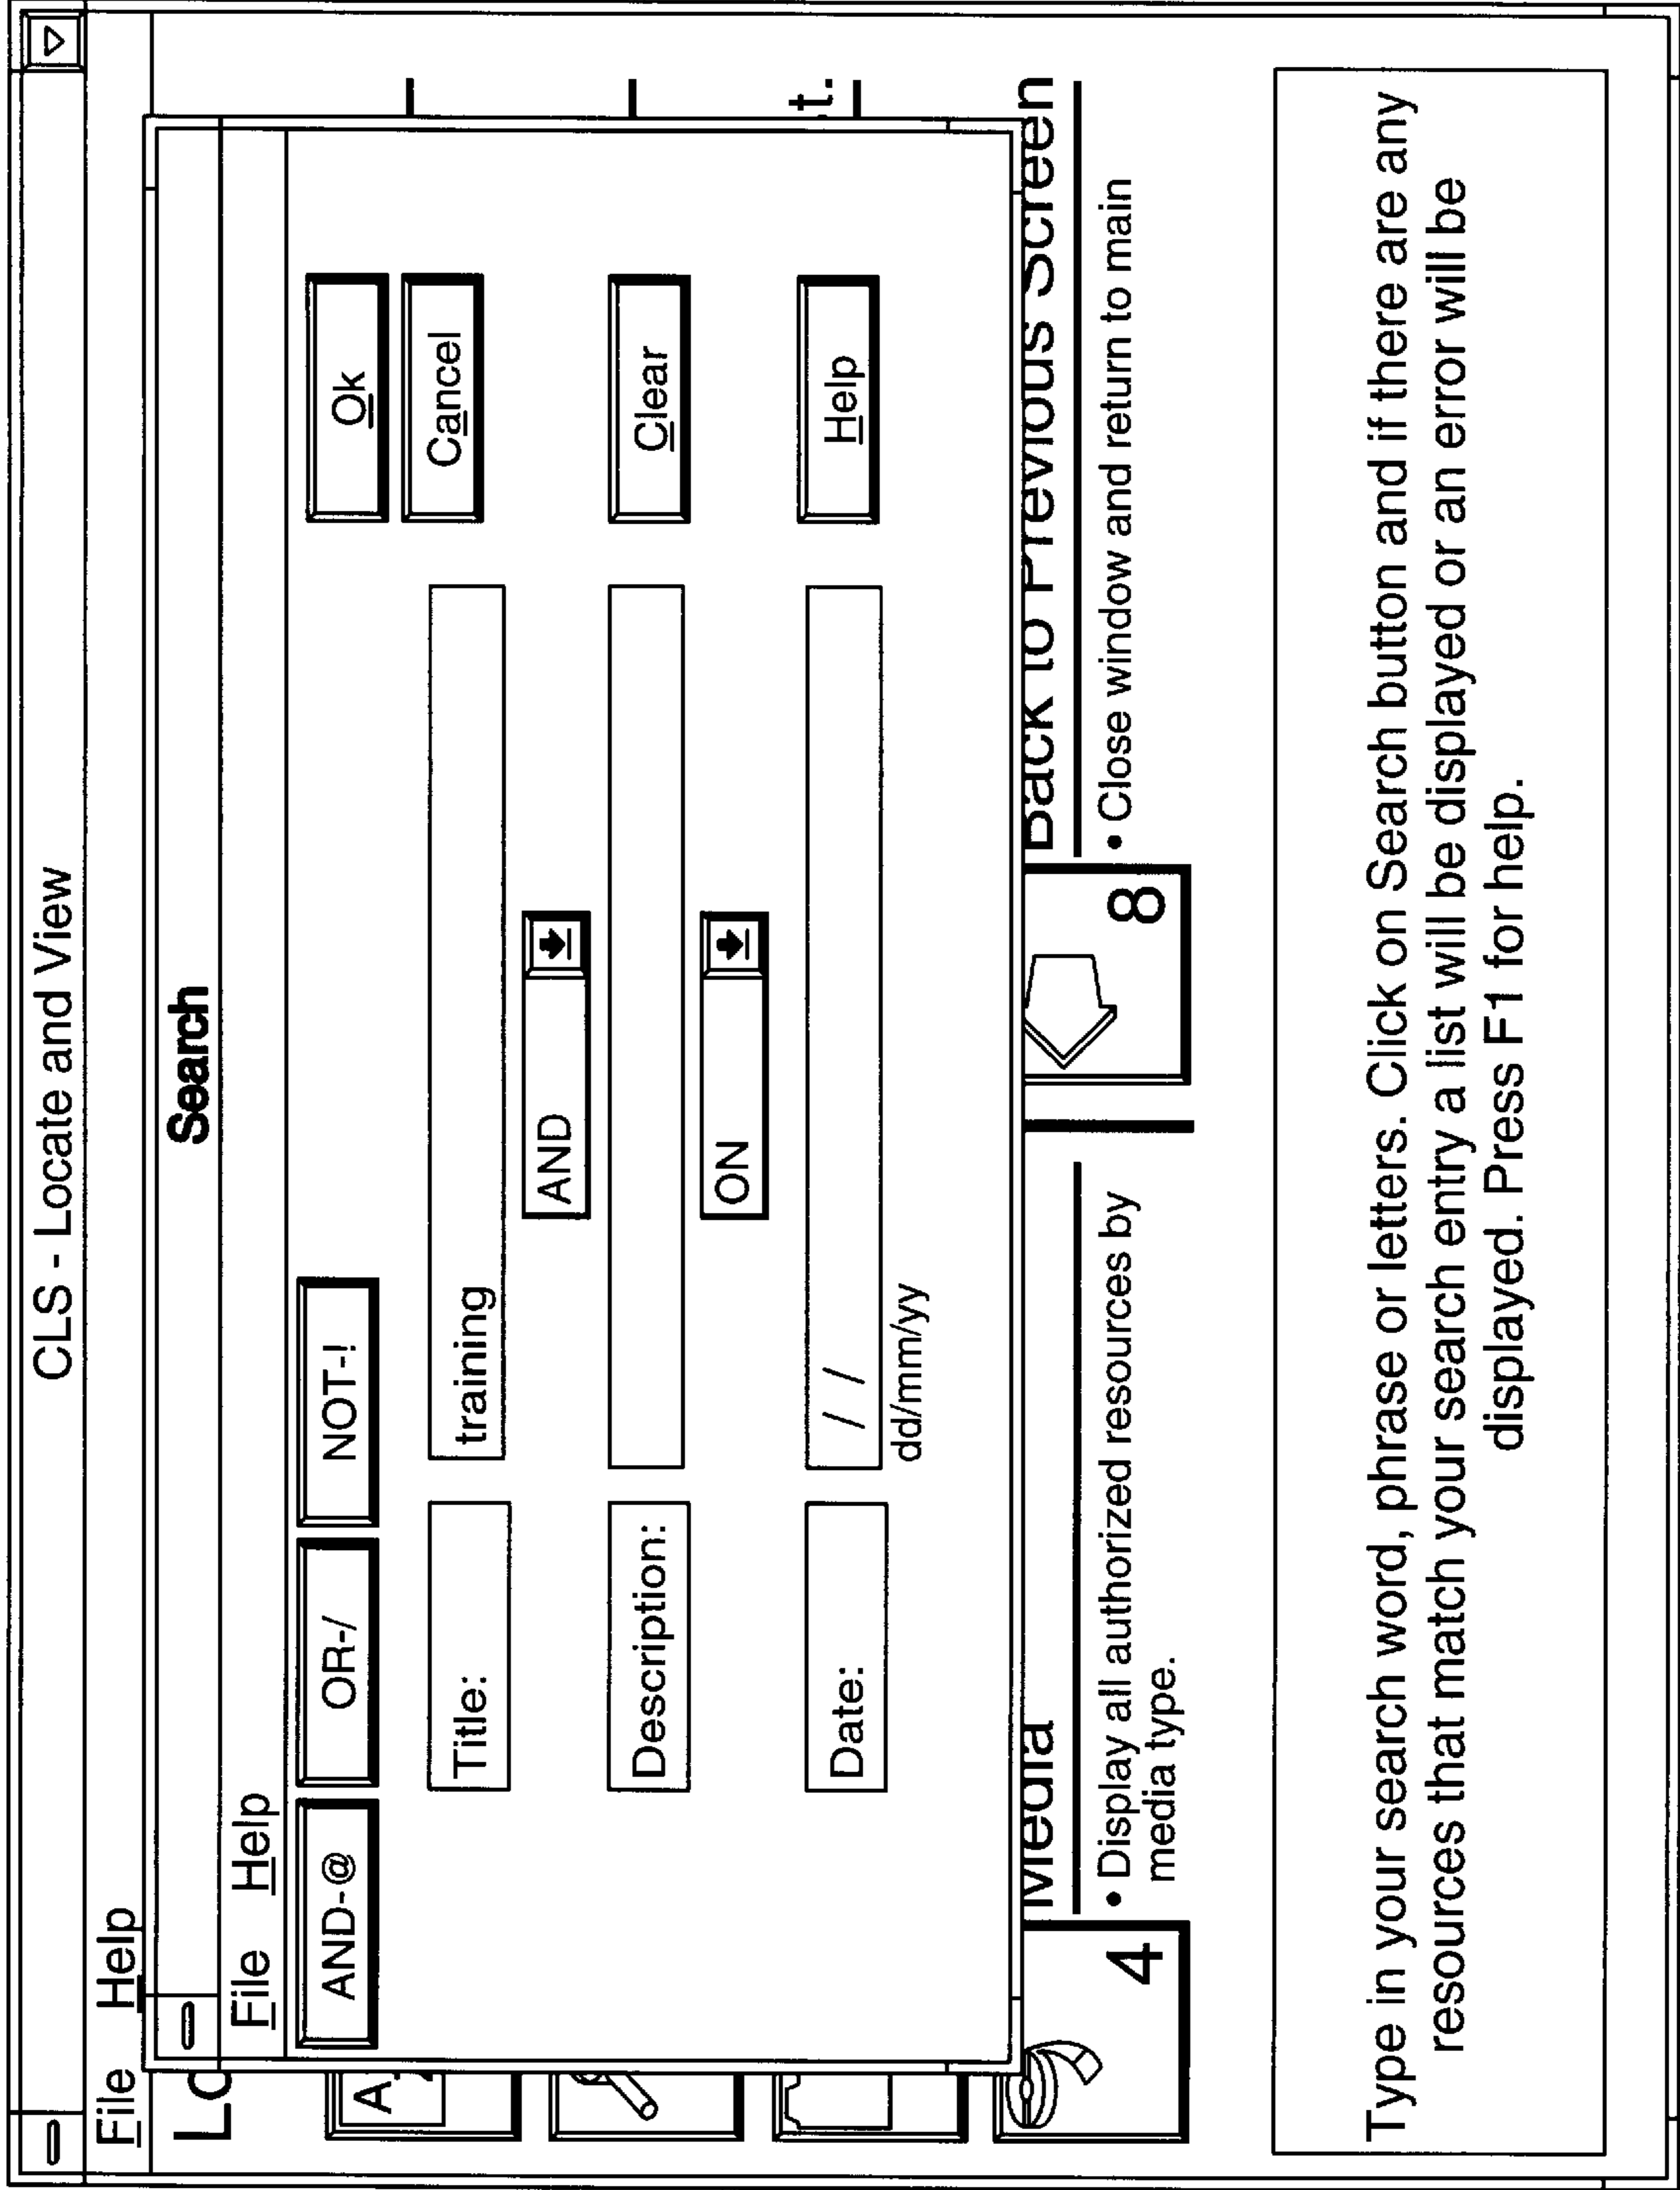 CLS - Locate and View
File Help
Search
File Help
AND-@ OR-/ NOT-!
Ok
Cancel
Title: training
AND
Description:
Clear
ON
Date: / /
Help
dd/mm/yy
t.
Media
• Display all authorized resources by
media type.
4
Back to Previous Screen
• Close window and return to main
8
Type in your search word, phrase or letters. Click on Search button and if there are any
resources that match your search entry a list will be displayed or an error will be
displayed. Press F1 for help.